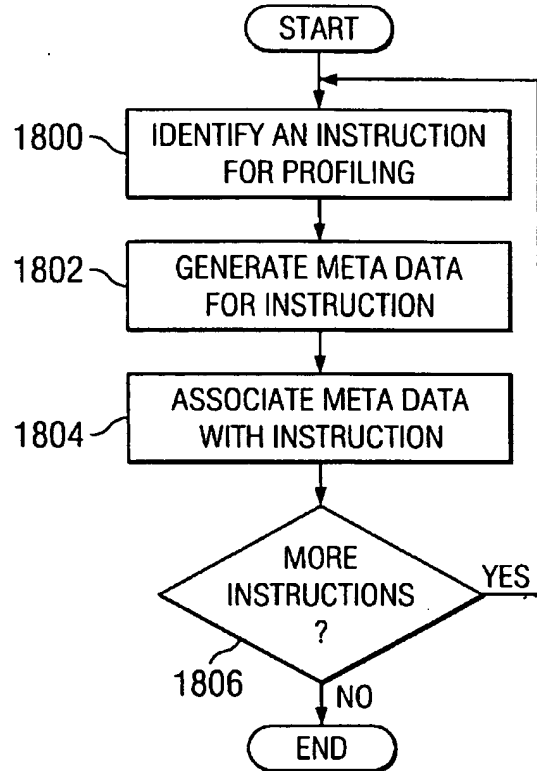 START
1800
IDENTIFY AN INSTRUCTION
FOR PROFILING
1802
GENERATE META DATA
FOR INSTRUCTION
1804
ASSOCIATE META DATA
WITH INSTRUCTION
MORE
INSTRUCTIONS
?
YES
1806
NO
END